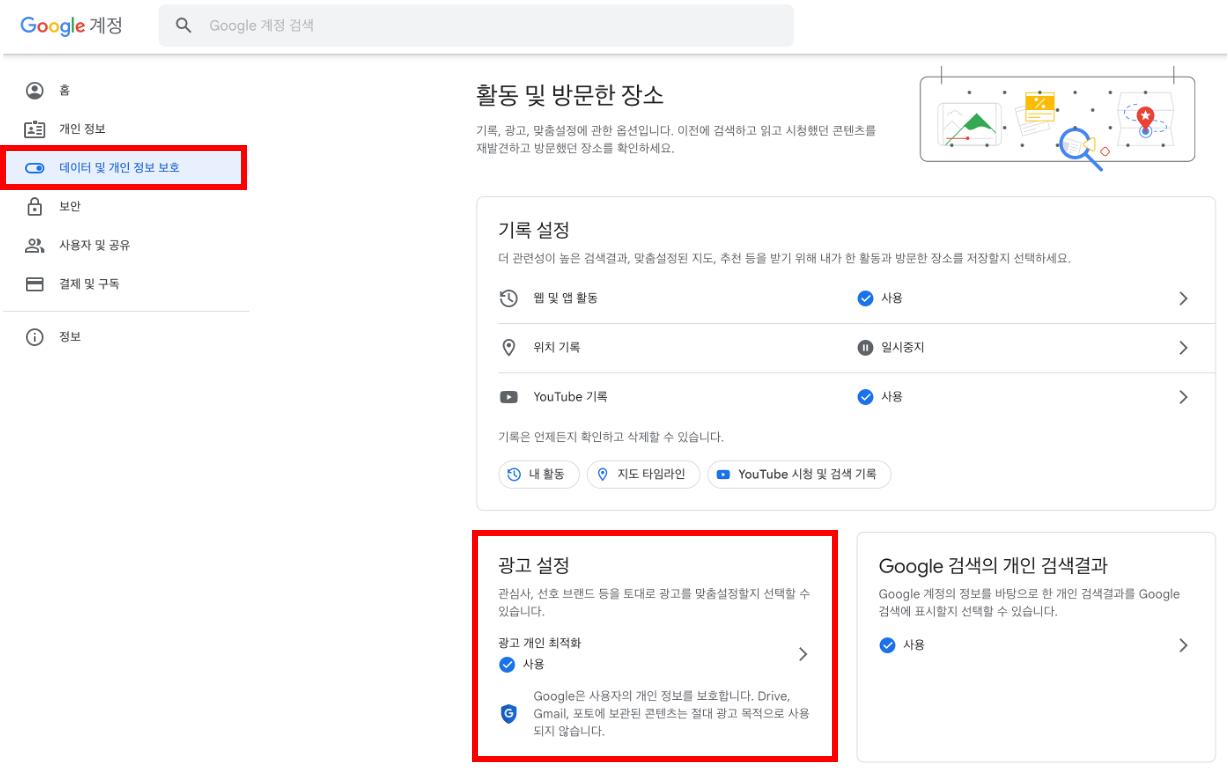 Google 계정
Google 계정 검색
홈
개인 정보
데이터 및 개인 정보 보호
보안
사용자 및 공유
결제 및 구독
정보
활동 및 방문한 장소
기록, 광고, 맞춤설정에 관한 옵션입니다. 이전에 검색하고 읽고 시청했던 콘텐츠를
재발견하고 방문했던 장소를 확인하세요.
기록 설정
더 관련성이 높은 검색결과, 맞춤설정된 지도, 추천 등을 받기 위해 내가 한 활동과 방문한 장소를 저장할지 선택하세요.
웹 및 앱 활동 사용
위치 기록 일시중지
YouTube 기록 사용
기록은 언제든지 확인하고 삭제할 수 있습니다.
내 활동 지도 타임라인 YouTube 시청 및 검색 기록
광고 설정
관심사, 선호 브랜드 등을 토대로 광고를 맞춤설정할지 선택할 수
있습니다.
광고 개인 최적화
사용
Google은 사용자의 개인 정보를 보호합니다. Drive,
Gmail, 포토에 보관된 콘텐츠는 절대 광고 목적으로 사용
되지 않습니다.
Google 검색의 개인 검색결과
Google 계정의 정보를 바탕으로 한 개인 검색결과를 Google
검색에 표시할지 선택할 수 있습니다.
사용